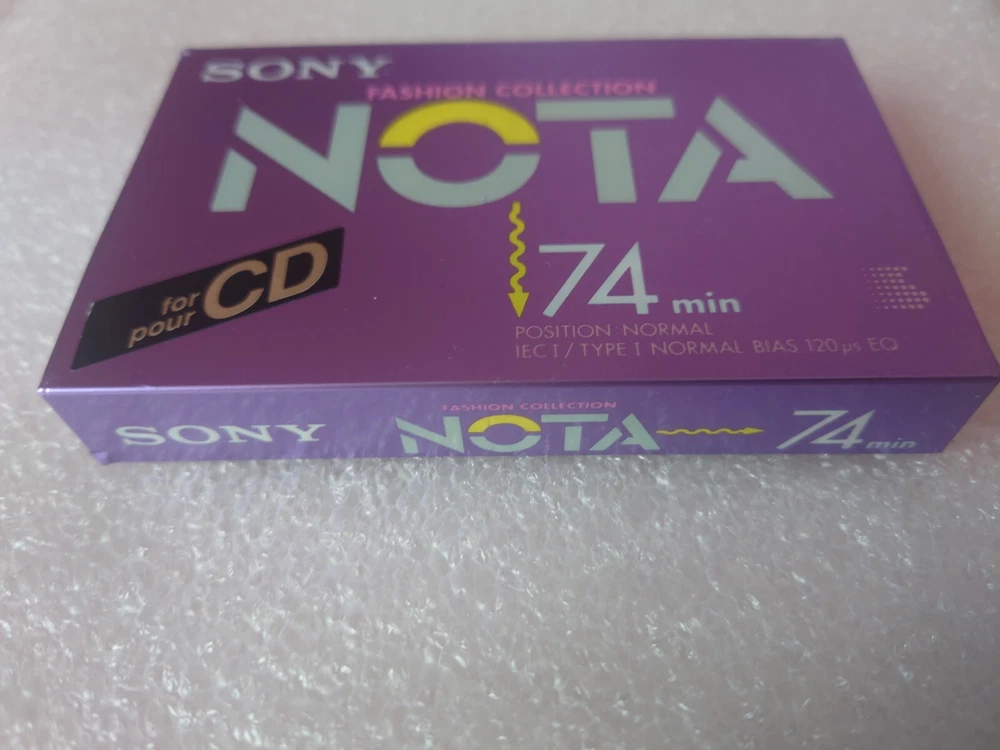 SONY
FASHION COLLECTION
NOTA
for
pour CD
74 min
POSITION: NORMAL
IEC I / TYPE I NORMAL BIAS 120 μs EQ
FASHION COLLECTION
SONY NOTA 74 min